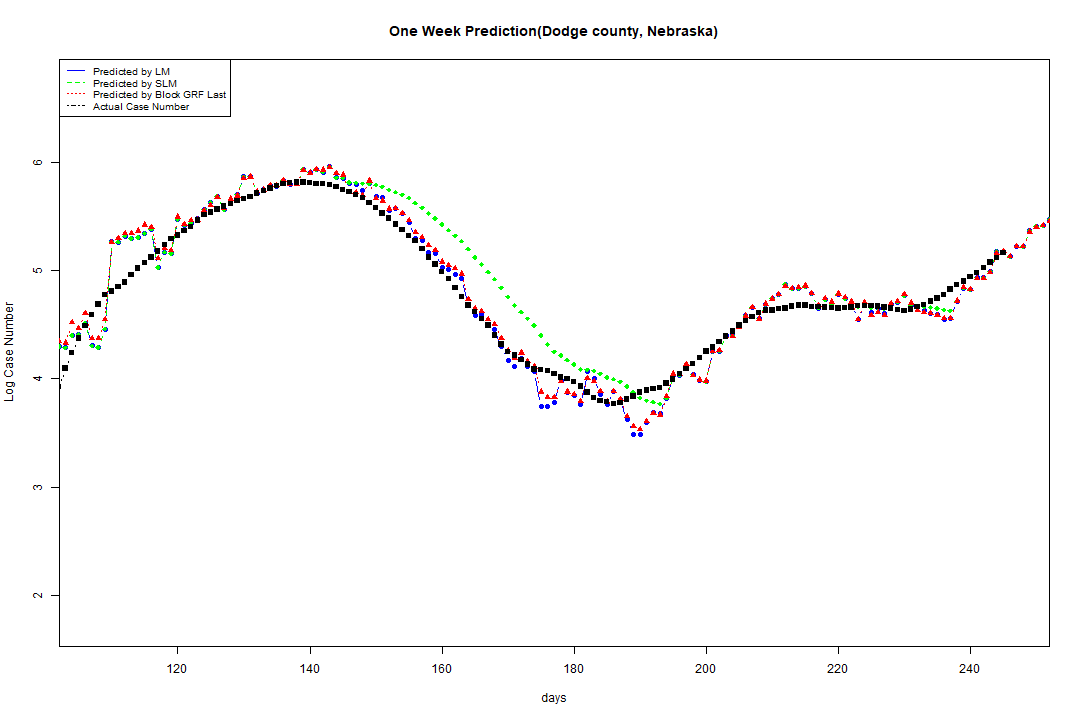 One Week Prediction(Dodge county, Nebraska)
Predicted by LM
Predicted by SLM
Predicted by Block GRF Last
Actual Case Number
6
5
4
3
2
Log Case Number
120 140 160 180 200 220 240
days